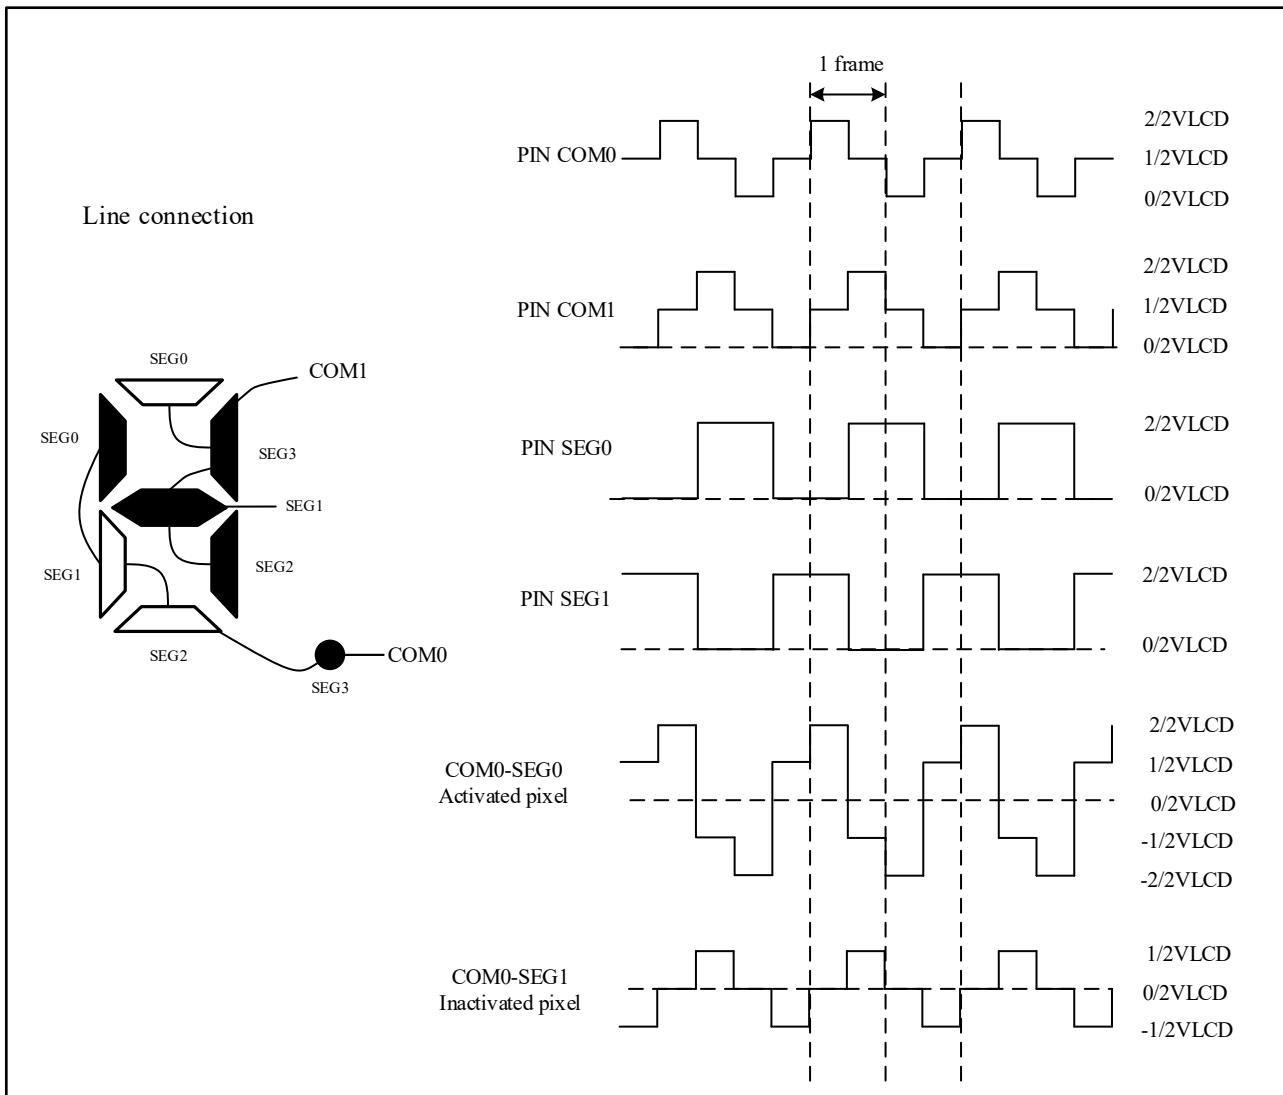 1 frame
PIN COM0
2/2VLCD
1/2VLCD
0/2VLCD
Line connection
PIN COM1
2/2VLCD
1/2VLCD
0/2VLCD
SEG0
COM1
SEG0
SEG3
SEG1
SEG1
SEG2
SEG2
COM0
SEG3
PIN SEG0
2/2VLCD
0/2VLCD
PIN SEG1
2/2VLCD
0/2VLCD
COM0-SEG0
Activated pixel
2/2VLCD
1/2VLCD
0/2VLCD
-1/2VLCD
-2/2VLCD
COM0-SEG1
Inactivated pixel
1/2VLCD
0/2VLCD
-1/2VLCD